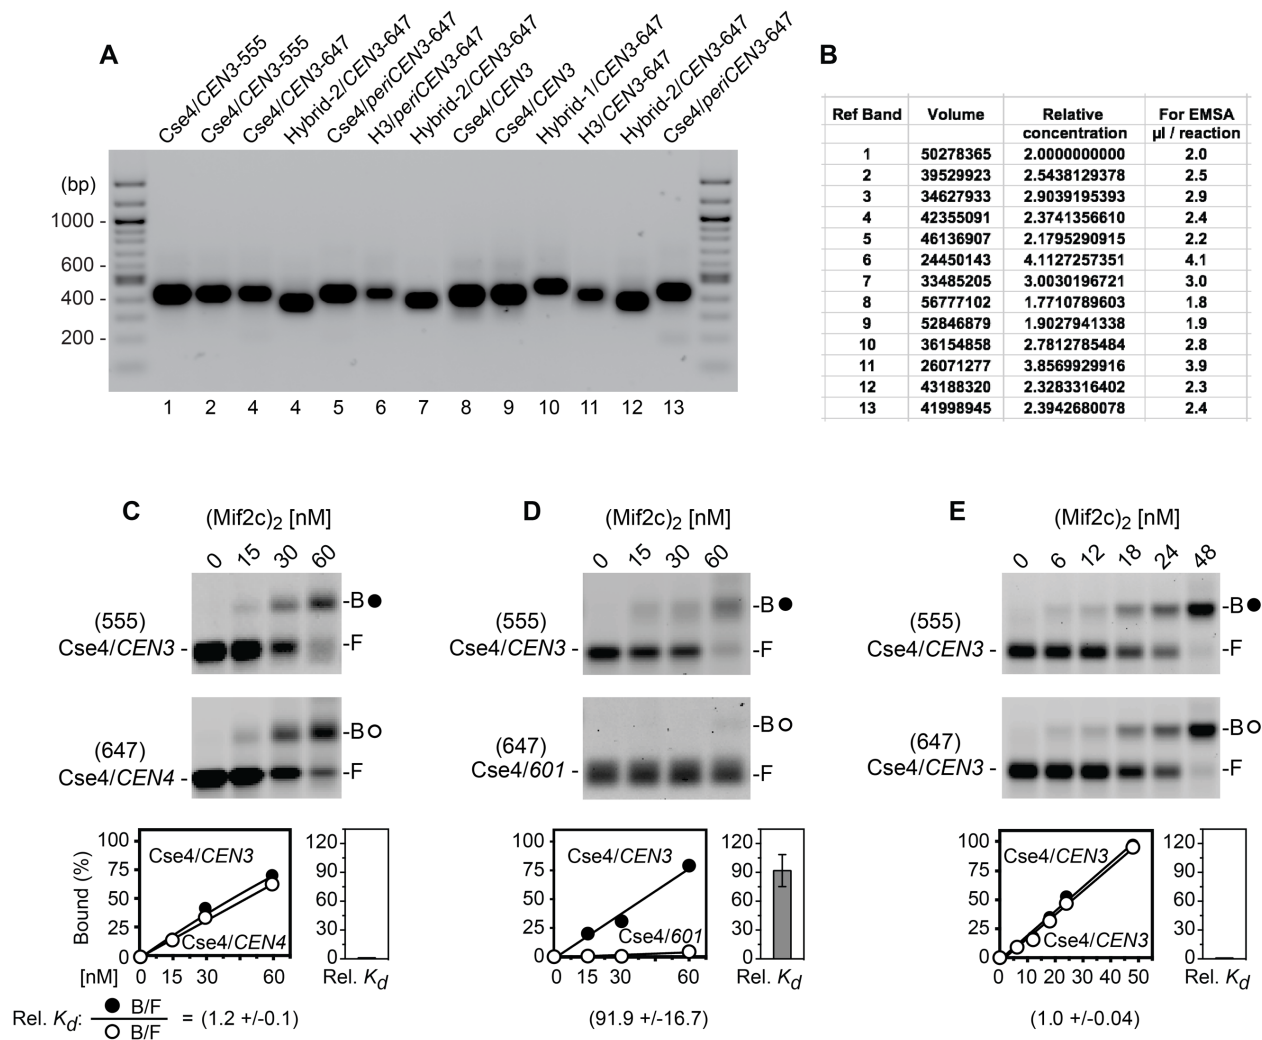 A
Cse4/CEN3-555
Cse4/CEN3-555
Cse4/CEN3-647
Hybrid-2/CEN3-647
Cse4/periCEN3-647
H3/periCEN3-647
Hybrid-2/CEN3-647
Cse4/CEN3
Cse4/CEN3
Hybrid-1/CEN3-647
H3/CEN3-647
Hybrid-2/CEN3-647
Cse4/periCEN3-647
(bp)
1000 -
600 -
400 -
200 -
1 2 4 4 5 6 7 8 9 10 11 12 13
B
Ref Band Volume Relative concentration For EMSA µl / reaction
1 50278365 2.0000000000 2.0
2 39529923 2.5438129378 2.5
3 34627933 2.9039195393 2.9
4 42355091 2.3741356610 2.4
5 46136907 2.1795290915 2.2
6 24450143 4.1127257351 4.1
7 33485205 3.0030196721 3.0
8 56777102 1.7710789603 1.8
9 52846879 1.9027941338 1.9
10 36154858 2.7812785484 2.8
11 26071277 3.8569929916 3.9
12 43188320 2.3283316402 2.3
13 41998945 2.3942680078 2.4
C
(Mif2c)2 [nM]
0 15 30 60
(555)
Cse4/CEN3 -
-B
-F
(647)
Cse4/CEN4 -
-B
-F
Bound (%)
100
75
50
25
0
Cse4/CEN3
Cse4/CEN4
[nM] 0 15 30 60
120
90
60
30
0
Rel. Kd
Rel. Kd: B/F
B/F
= (1.2 +/-0.1)
D
(Mif2c)2 [nM]
0 15 30 60
(555)
Cse4/CEN3 -
-B
-F
(647)
Cse4/601 -
-B
-F
100
75
50
25
0
Cse4/CEN3
Cse4/601
0 15 30 60
120
90
60
30
0
Rel. Kd
(91.9 +/-16.7)
E
(Mif2c)2 [nM]
0 6 12 18 24 48
(555)
Cse4/CEN3 -
-B
-F
(647)
Cse4/CEN3 -
-B
-F
100
75
50
25
0
Cse4/CEN3
Cse4/CEN3
0 10 20 30 40 50
120
90
60
30
0
Rel. Kd
(1.0 +/-0.04)